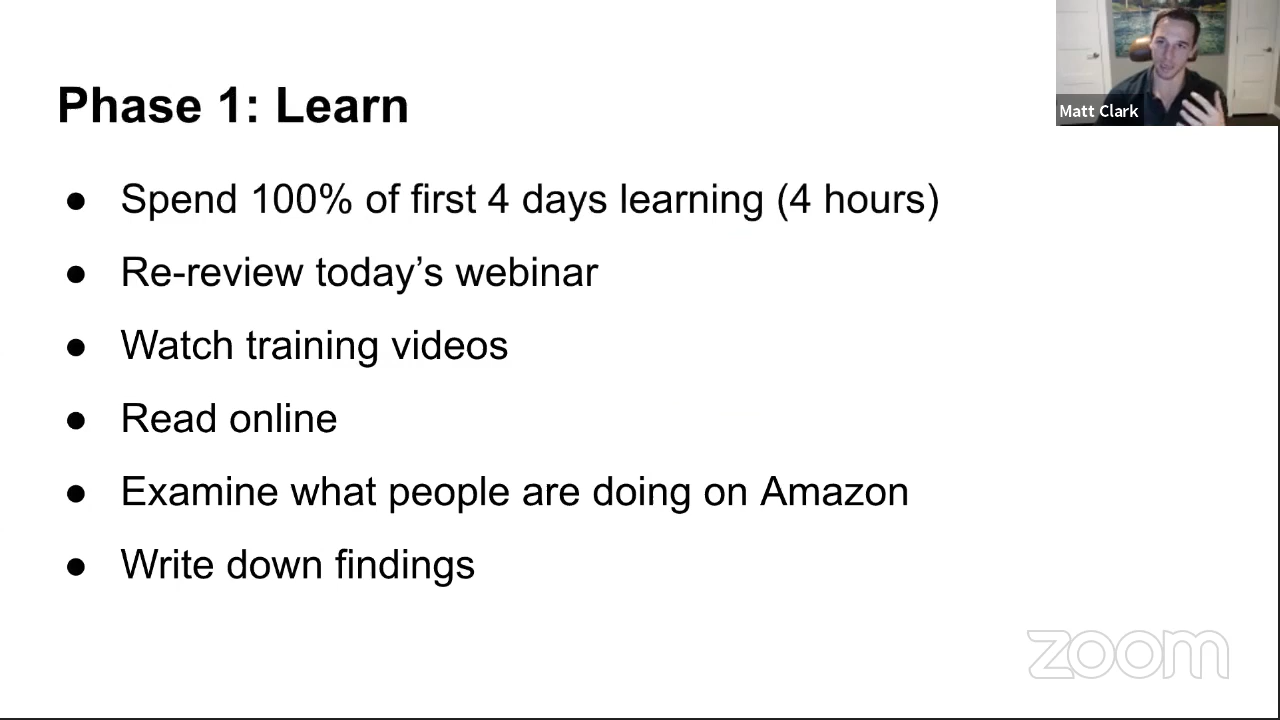 Matt Clark
Phase 1: Learn
● Spend 100% of first 4 days learning (4 hours)
● Re-review today’s webinar
● Watch training videos
● Read online
● Examine what people are doing on Amazon
● Write down findings
zoom